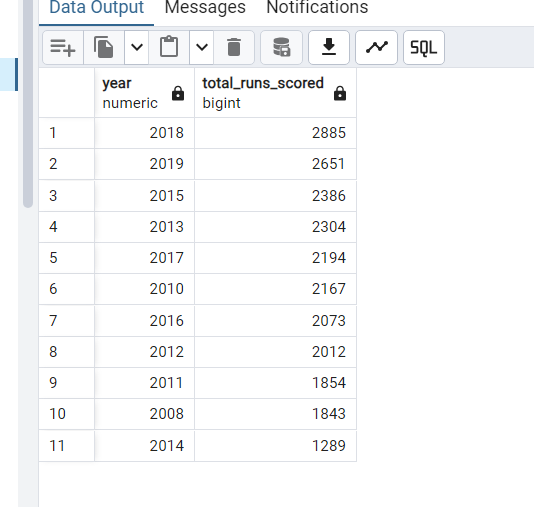 Data Output Messages Notifications
SQL
year total_runs_scored
numeric bigint
1 2018 2885
2 2019 2651
3 2015 2386
4 2013 2304
5 2017 2194
6 2010 2167
7 2016 2073
8 2012 2012
9 2011 1854
10 2008 1843
11 2014 1289